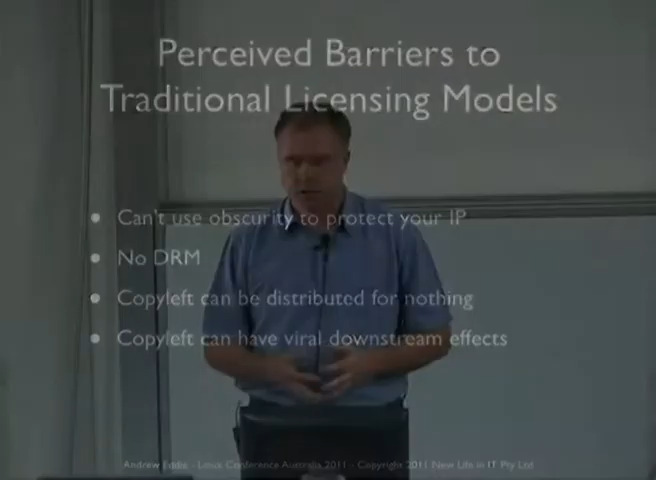 Perceived Barriers to
Traditional Licensing Models
• Can't use obscurity to protect your IP
• No DRM
• Copyleft can be distributed for nothing
• Copyleft can have viral downstream effects
Andrew Eddie - Linux Conference Australia 2011 - Copyright 2011 New Life in IT Pty Ltd